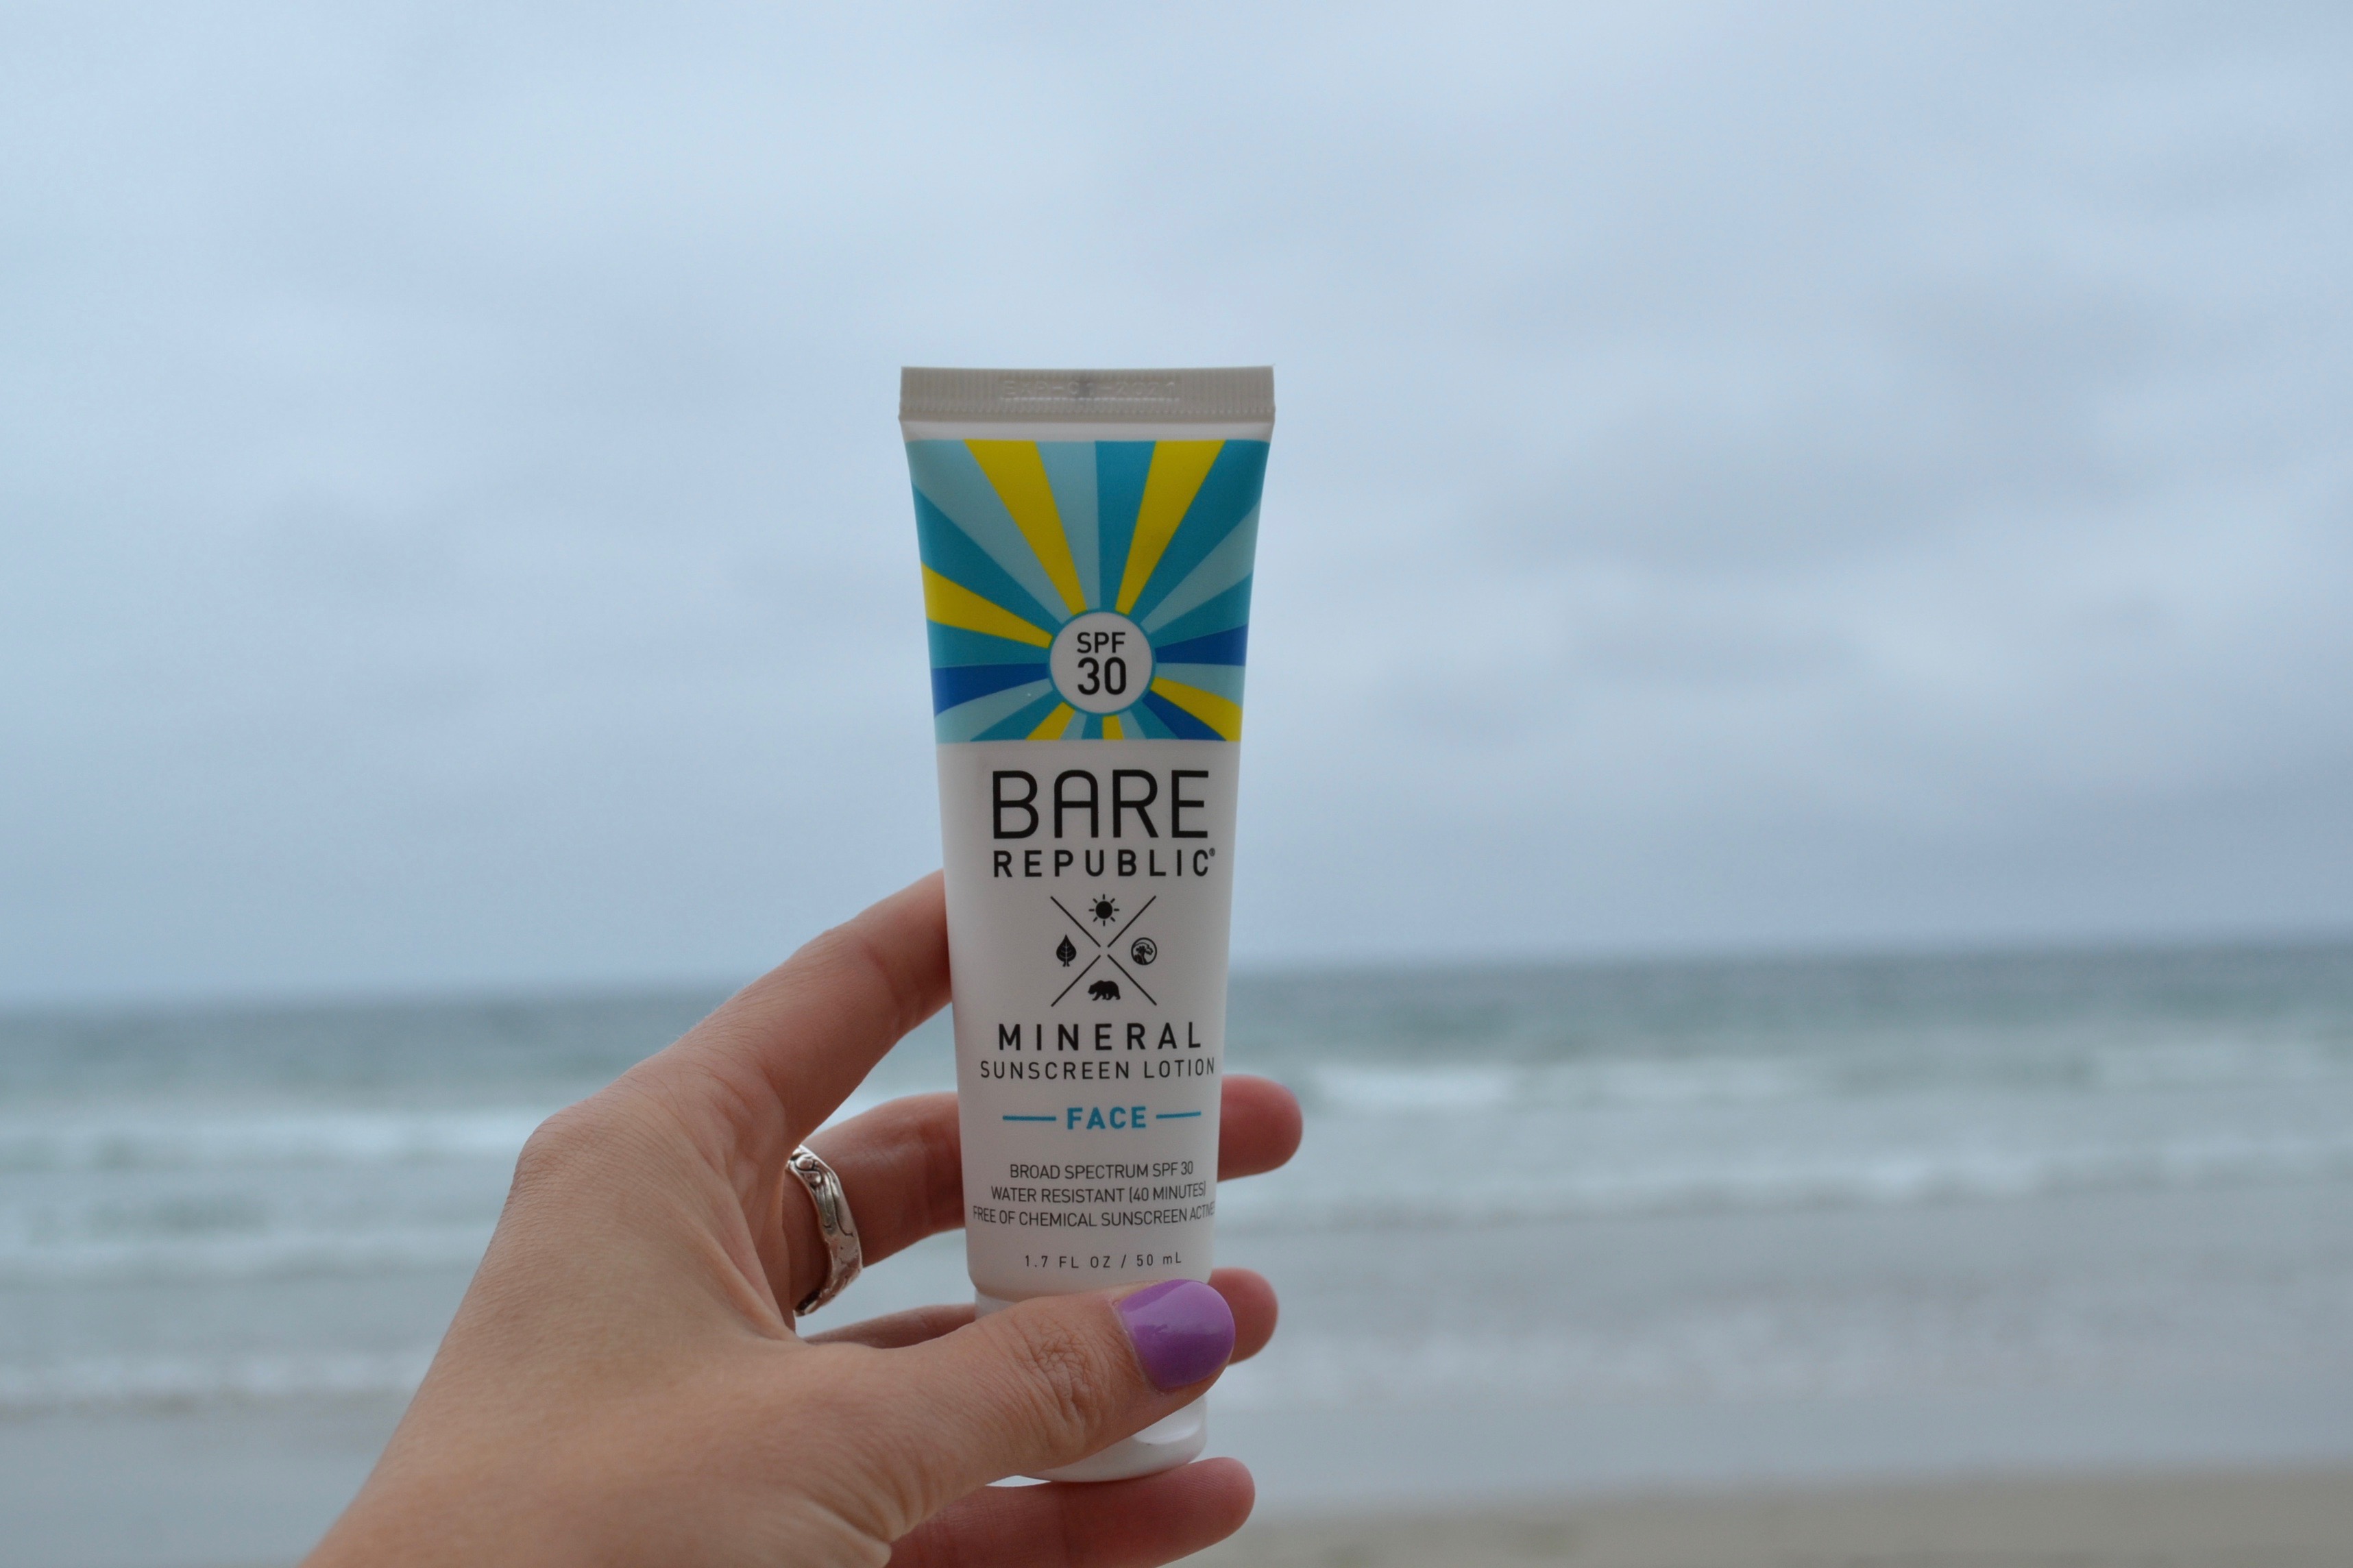 SPF
30
BARE
REPUBLIC®
MINERAL
SUNSCREEN LOTION
FACE
BROAD SPECTRUM SPF 30
WATER RESISTANT (40 MINUTES)
FREE OF CHEMICAL SUNSCREEN
1.7 FL OZ / 50 mL